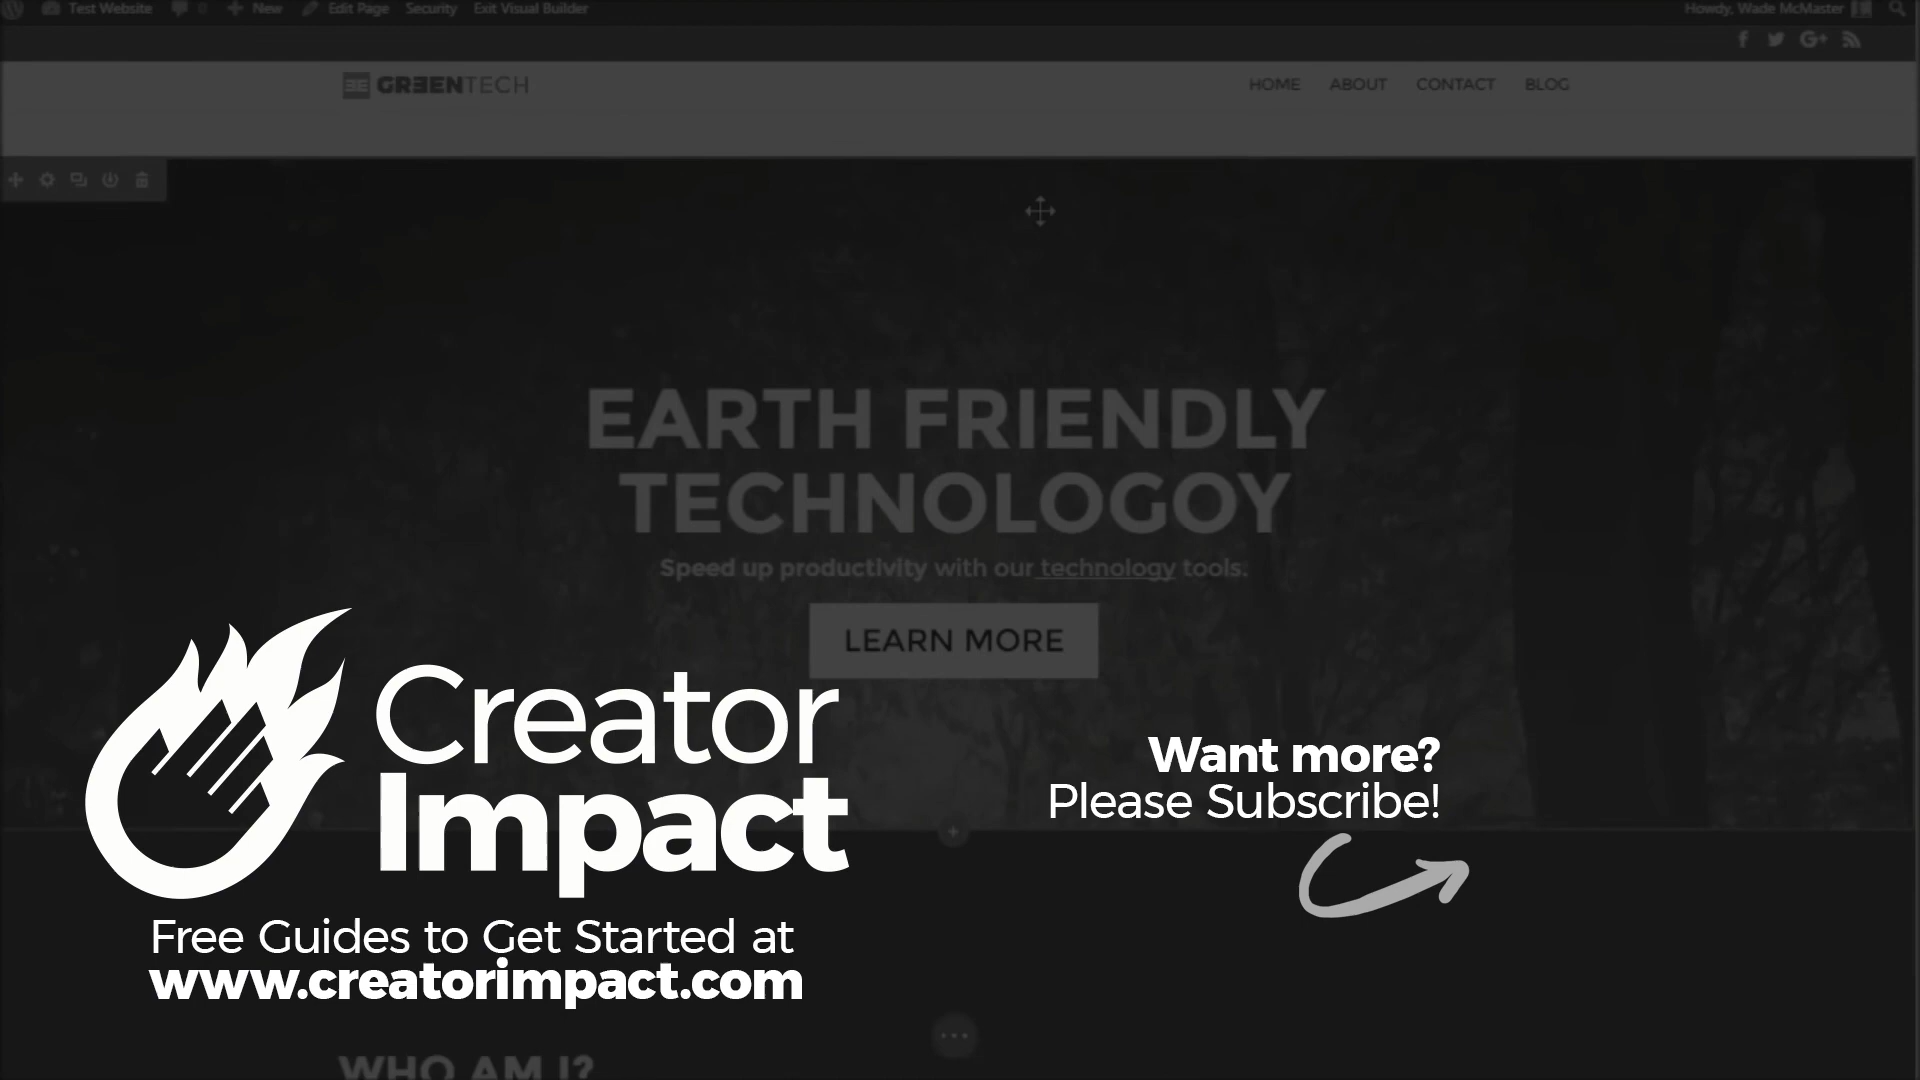 Test Website 0 New Edit Page Security Exit Visual Builder Howdy, Wade McMaster
GREENTECH HOME ABOUT CONTACT BLOG
EARTH FRIENDLY
TECHNOLOGOY
Speed up productivity with our technology tools.
LEARN MORE
Creator
Impact
Free Guides to Get Started at
www.creatorimpact.com
Want more?
Please Subscribe!
WHO AM I?